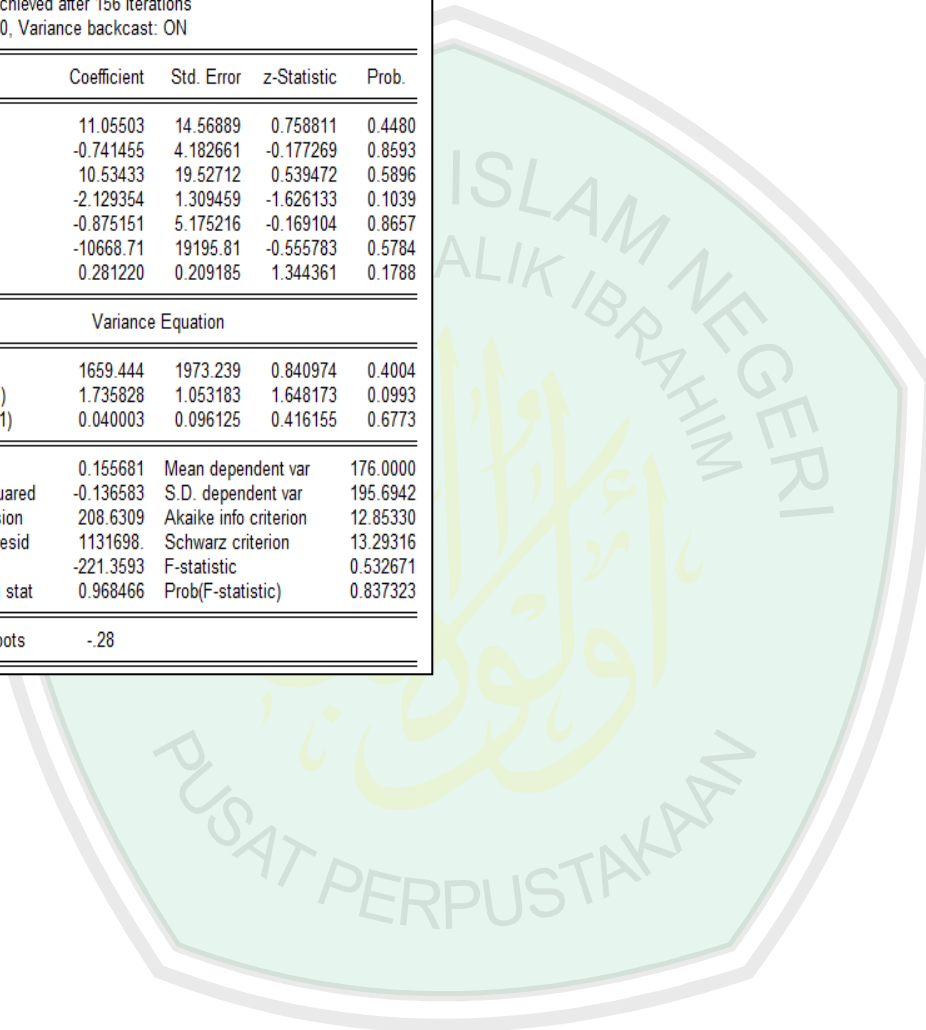 chieved after 156 iterations
0, Variance backcast: ON
Coefficient Std. Error z-Statistic Prob.
11.05503 14.56889 0.758811 0.4480
-0.741455 4.182661 -0.177269 0.8593
10.53433 19.52712 0.539472 0.5896
-2.129354 1.309459 -1.626133 0.1039
-0.875151 5.175216 -0.169104 0.8657
-10668.71 19195.81 -0.555783 0.5784
0.281220 0.209185 1.344361 0.1788
Variance Equation
1659.444 1973.239 0.840974 0.4004
) 1.735828 1.053183 1.648173 0.0993
1) 0.040003 0.096125 0.416155 0.6773
0.155681 Mean dependent var 176.0000
uared -0.136583 S.D. dependent var 195.6942
sion 208.6309 Akaike info criterion 12.85330
esid 1131698. Schwarz criterion 13.29316
-221.3593 F-statistic 0.532671
stat 0.968466 Prob(F-statistic) 0.837323
oots -.28
ISLAM NEGERI
ALIK IBRAHIM
PUSAT PERPUSTAKAAN